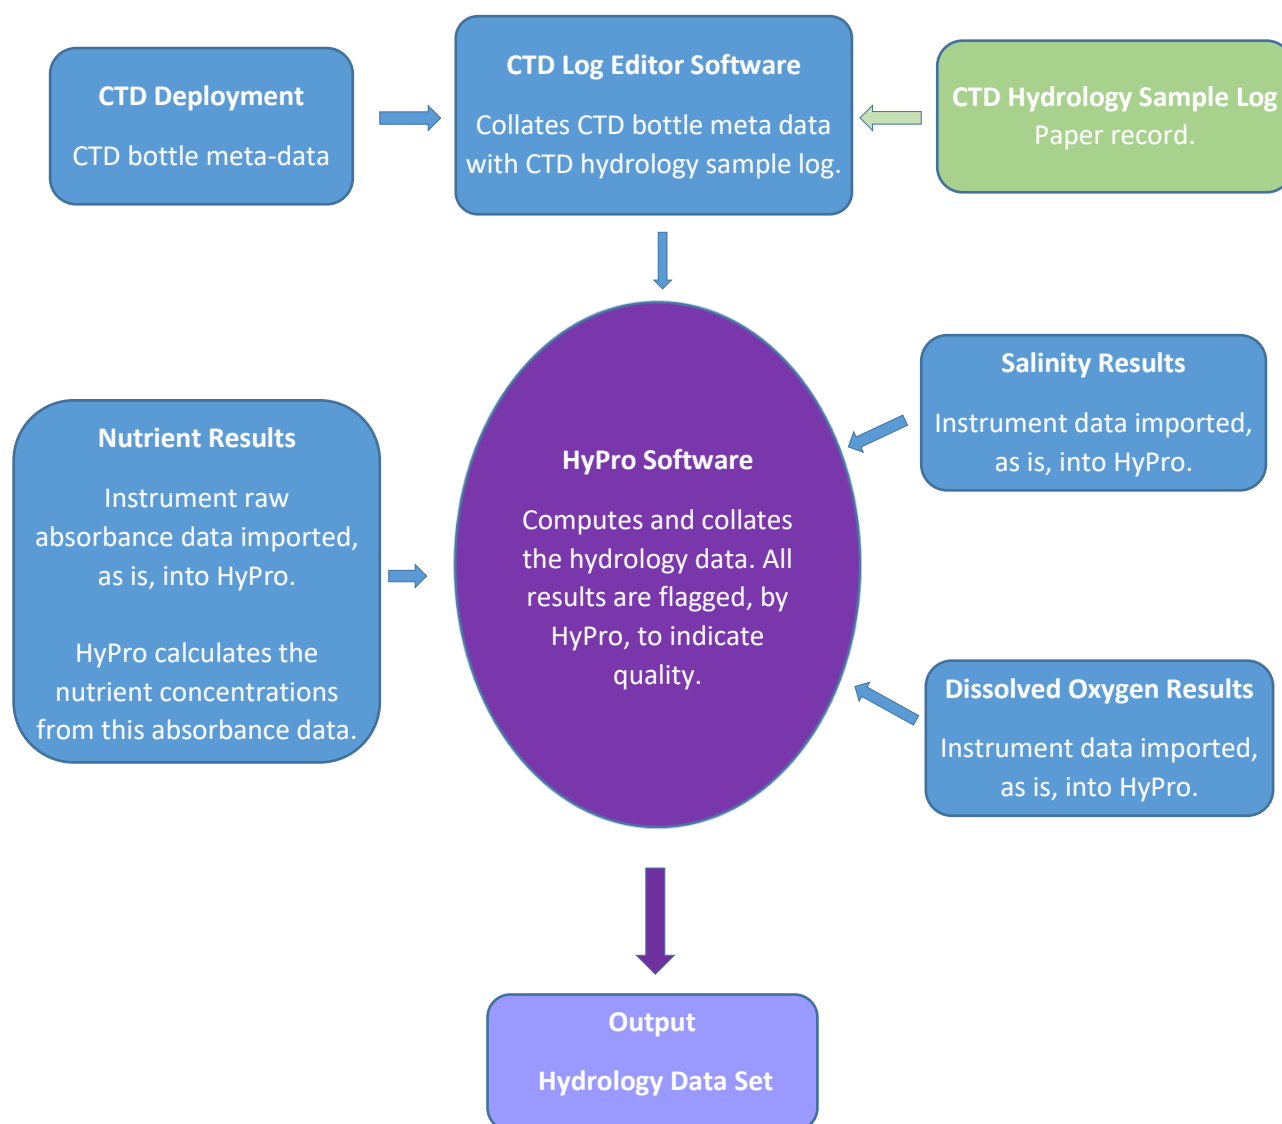 CTD Deployment
CTD bottle meta-data
CTD Log Editor Software
Collates CTD bottle meta data
with CTD hydrology sample log.
CTD Hydrology Sample Log
Paper record.
Nutrient Results
Instrument raw
absorbance data imported,
as is, into HyPro.
HyPro calculates the
nutrient concentrations
from this absorbance data.
HyPro Software
Computes and collates
the hydrology data. All
results are flagged, by
HyPro, to indicate
quality.
Salinity Results
Instrument data imported,
as is, into HyPro.
Dissolved Oxygen Results
Instrument data imported,
as is, into HyPro.
Output
Hydrology Data Set